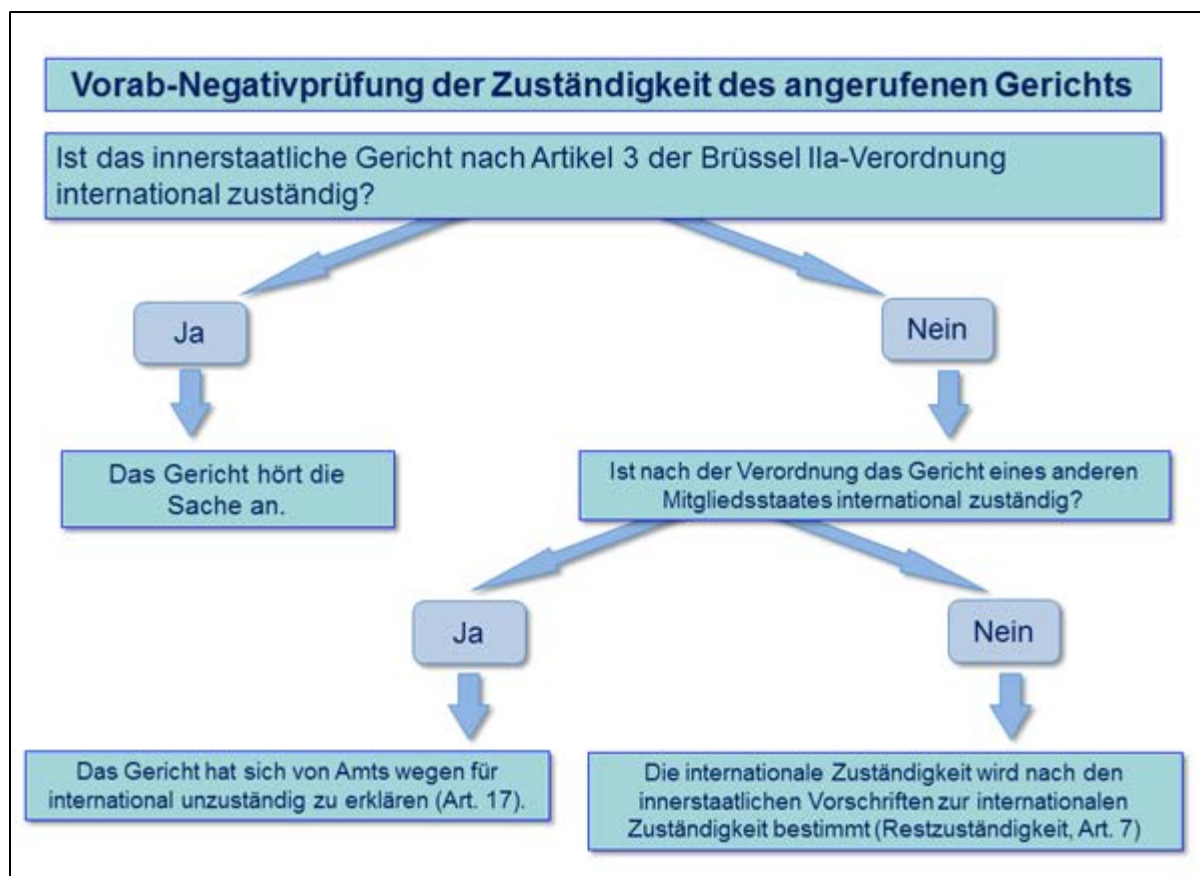 Vorab-Negativprüfung der Zuständigkeit des angerufenen Gerichts
Ist das innerstaatliche Gericht nach Artikel 3 der Brüssel IIa-Verordnung
international zuständig?
Ja
Nein
Das Gericht hört die
Sache an.
Ist nach der Verordnung das Gericht eines anderen
Mitgliedsstaates international zuständig?
Ja
Nein
Das Gericht hat sich von Amts wegen für
international unzuständig zu erklären (Art. 17).
Die internationale Zuständigkeit wird nach den
innerstaatlichen Vorschriften zur internationalen
Zuständigkeit bestimmt (Restzuständigkeit, Art. 7)